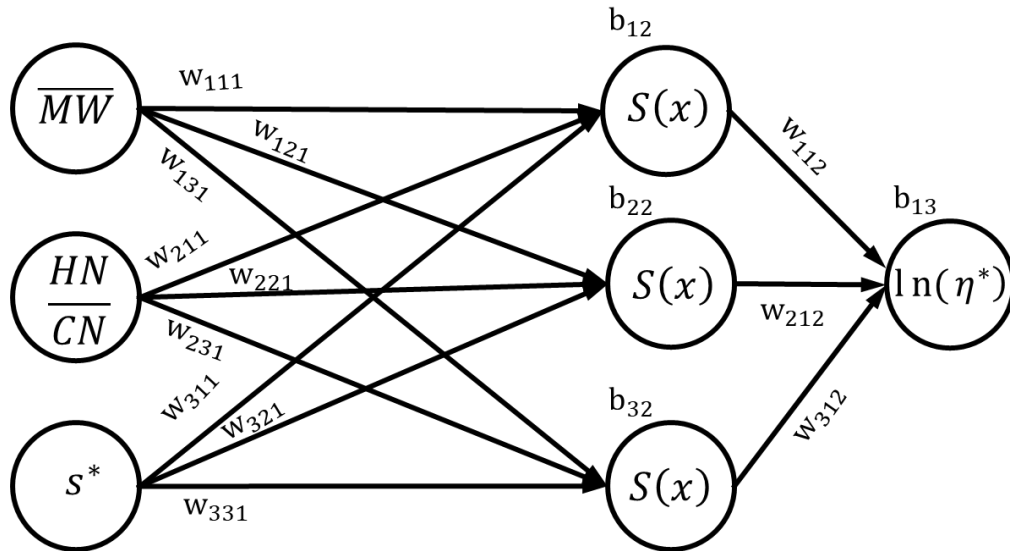 b₁₂
MW̅
w₁₁₁
S(x)
w₁₂₁
w₁₁₂
w₁₃₁
b₂₂
b₁₃
w₂₁₁
HN
CN
w₂₂₁
S(x)
ln(η*)
w₂₁₂
w₂₃₁
w₃₁₁
b₃₂
w₃₂₁
w₃₁₂
s*
S(x)
w₃₃₁